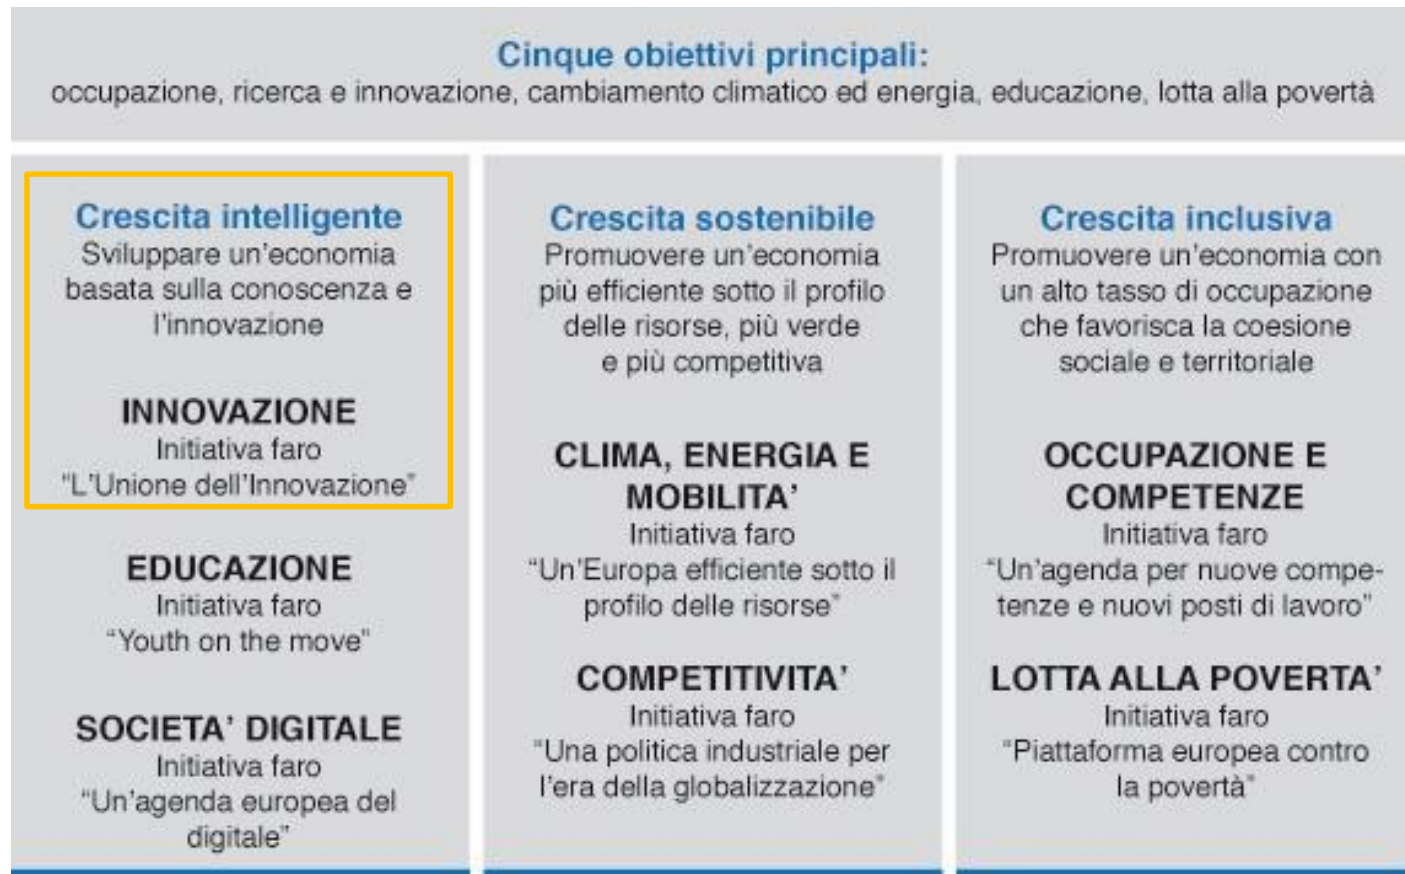 Cinque obiettivi principali:
occupazione, ricerca e innovazione, cambiamento climatico ed energia, educazione, lotta alla povertà
Crescita intelligente
Sviluppare un'economia
basata sulla conoscenza e
l'innovazione
INNOVAZIONE
Initiativa faro
“L'Unione dell'Innovazione”
EDUCAZIONE
Initiativa faro
“Youth on the move”
SOCIETA' DIGITALE
Initiativa faro
“Un'agenda europea del
digitale”
Crescita sostenibile
Promuovere un'economia
più efficiente sotto il profilo
delle risorse, più verde
e più competitiva
CLIMA, ENERGIA E
MOBILITA'
Initiativa faro
“Un'Europa efficiente sotto il
profilo delle risorse”
COMPETITIVITA'
Initiativa faro
“Una politica industriale per
l'era della globalizzazione”
Crescita inclusiva
Promuovere un'economia con
un alto tasso di occupazione
che favorisca la coesione
sociale e territoriale
OCCUPAZIONE E
COMPETENZE
Initiativa faro
“Un'agenda per nuove compe-
tenze e nuovi posti di lavoro”
LOTTA ALLA POVERTA'
Initiativa faro
“Piattaforma europea contro
la povertà”